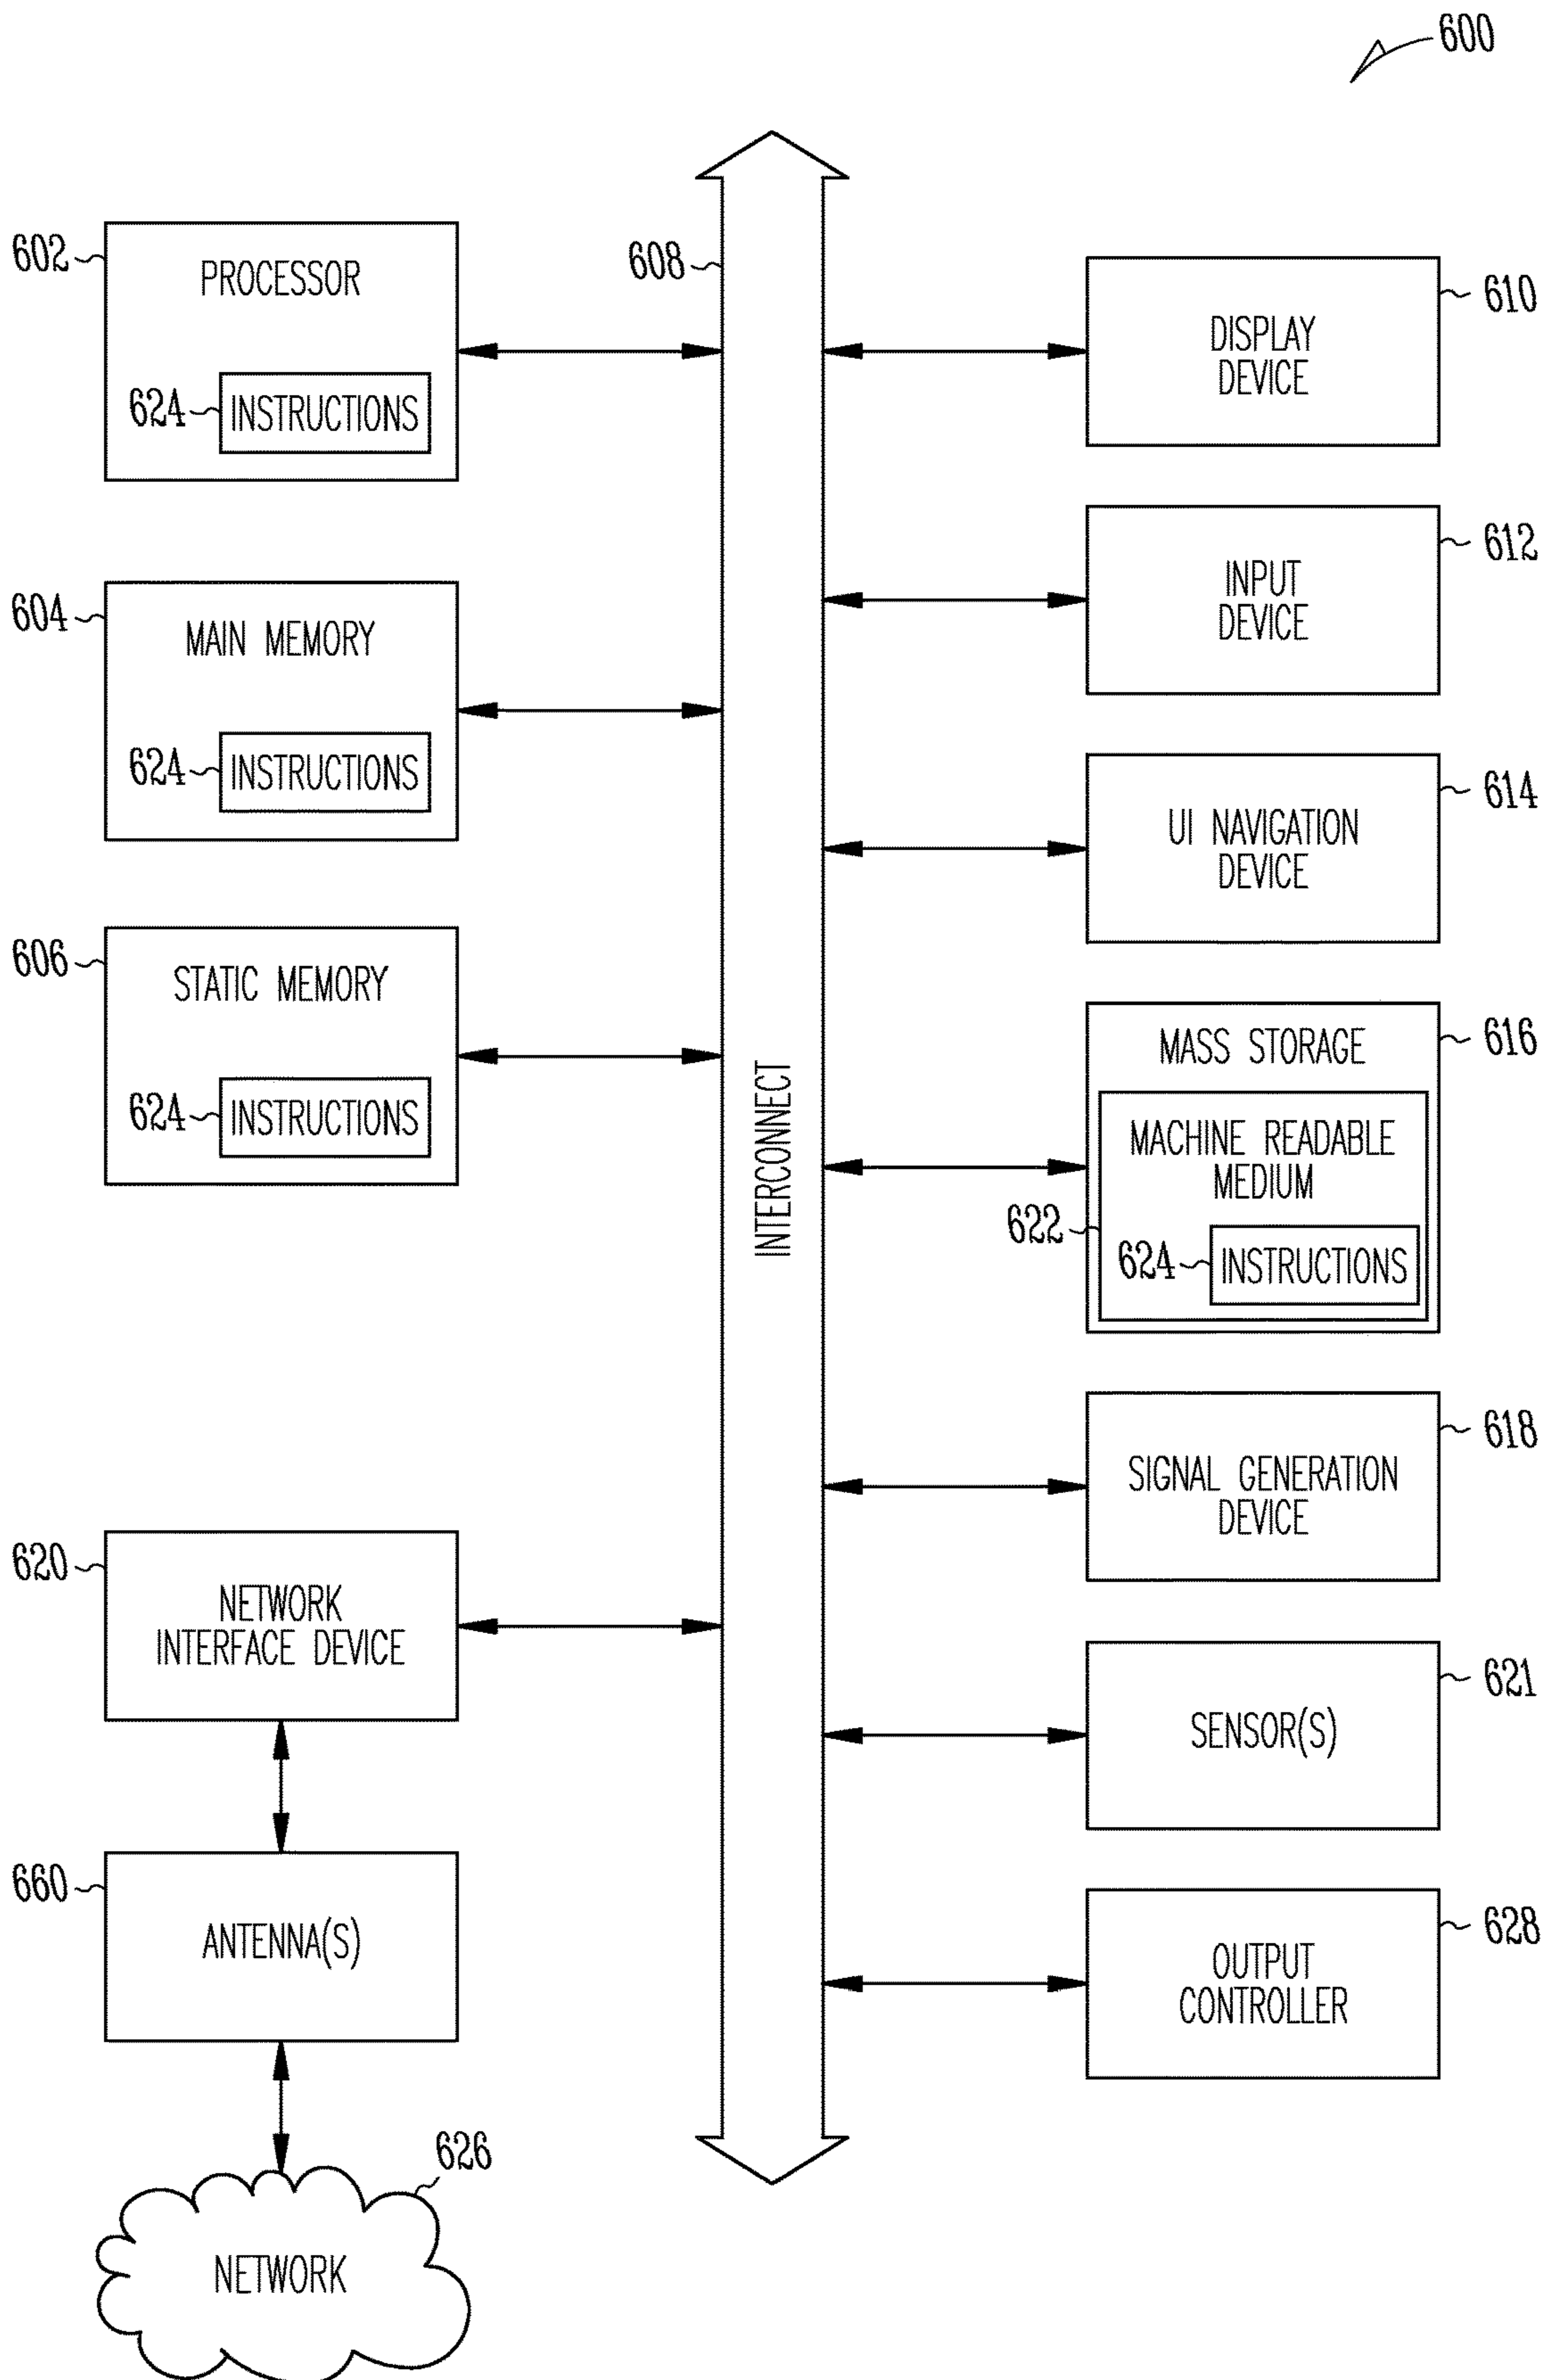 600
602
PROCESSOR
624
INSTRUCTIONS
604
MAIN MEMORY
624
INSTRUCTIONS
606
STATIC MEMORY
624
INSTRUCTIONS
620
NETWORK
INTERFACE DEVICE
660
ANTENNA(S)
626
NETWORK
608
INTERCONNECT
610
DISPLAY
DEVICE
612
INPUT
DEVICE
614
UI NAVIGATION
DEVICE
616
MASS STORAGE
MACHINE READABLE
MEDIUM
622
624
INSTRUCTIONS
618
SIGNAL GENERATION
DEVICE
621
SENSOR(S)
628
OUTPUT
CONTROLLER